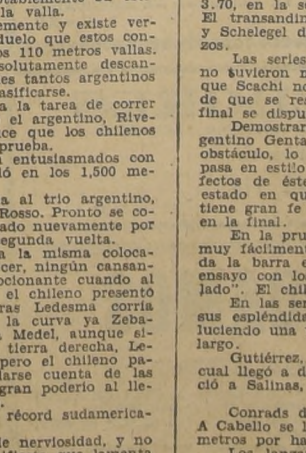 la valla.
emente y existe ver-
duelo que estos con-
os 110 metros vallas.
solutamente descan-
es tantos argentinos
asificarse.
a la tarea de correr
el argentino, Rive-
ce que los chilenos
prueba.
entusiasmados con
ió en los 1,500 me-
a al trio argentino,
Rosso. Pronto se co-
ado nuevamente por
egunda vuelta.
a la misma coloca-
cer, ningún cansan-
ocionante cuando al
el chileno presentó
ras Ledesma corría
la curva ya Zeba-
Medel, aunque si-
tierra derecha, Le-
pero el chileno pa-
larse cuenta de las
gran poderío al lle-
récord sudamerica-
de nerviosidad, y no
3.70, en la s
El transandin
y Schelegel d
zos.
Las series
no tuvieron n
que Scachi no
de que se re
final se dispu
Demostran
gentino Genta
obstáculo, lo
pasa en estilo
fectos de ést
estado en qu
tiene gran fe
en la final.
En la pru
muy fácilment
da la barra e
ensayo con lo
lado". El chil
En las ser
sus espléndida
luciendo una
largo.
Gutiérrez.
cual llegó a d
ció a Salinas,
Conrads d
A Cabello se l
metros por ha